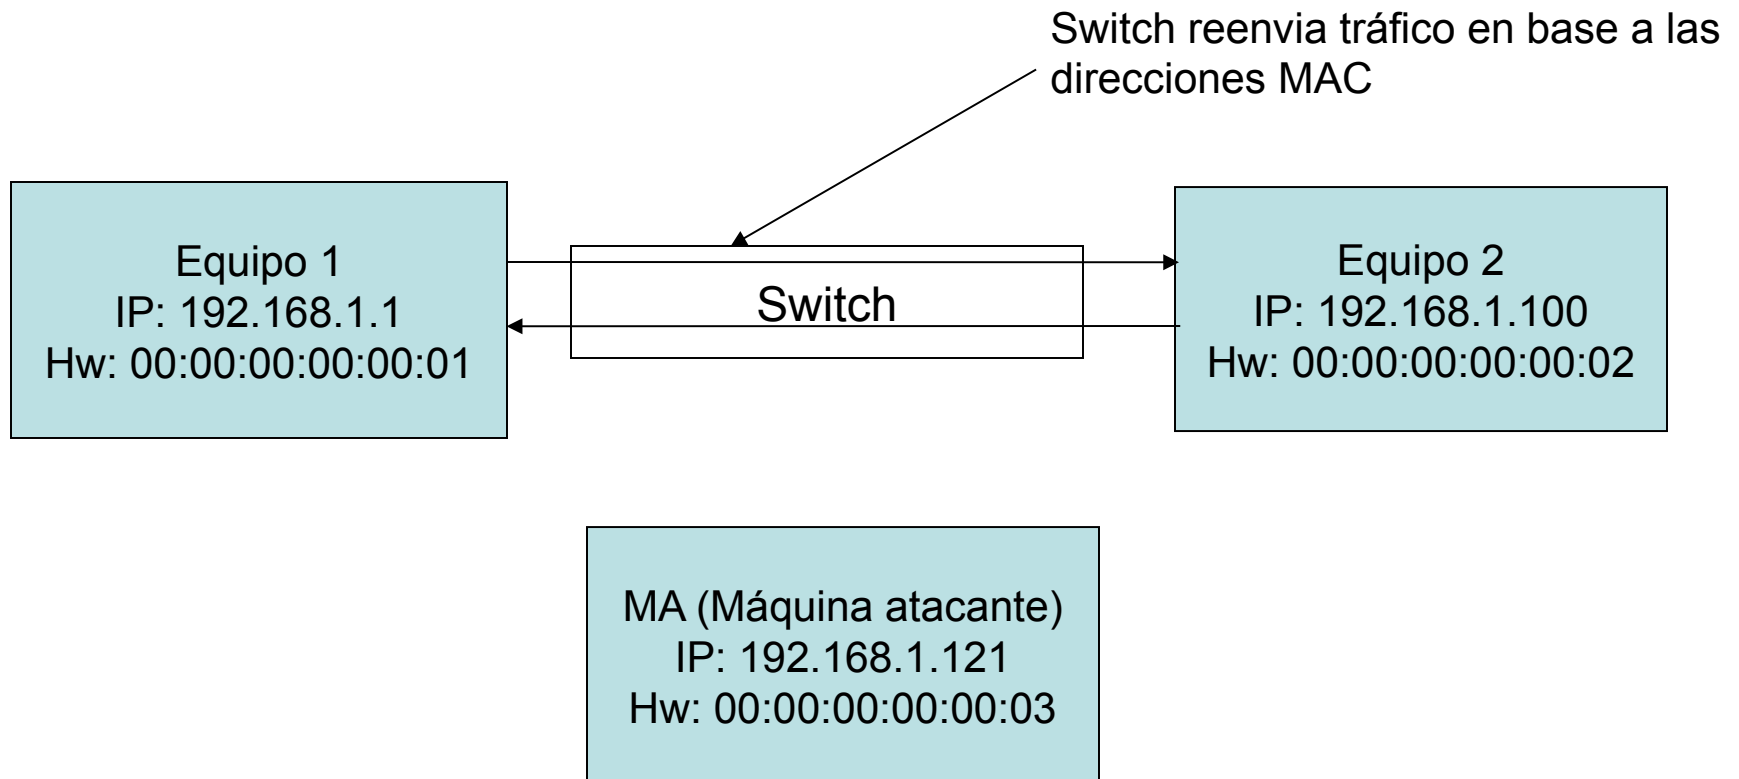 Switch reenvia tráfico en base a las
direcciones MAC
Equipo 1
IP: 192.168.1.1
Hw: 00:00:00:00:00:01
Switch
Equipo 2
IP: 192.168.1.100
Hw: 00:00:00:00:00:02
MA (Máquina atacante)
IP: 192.168.1.121
Hw: 00:00:00:00:00:03